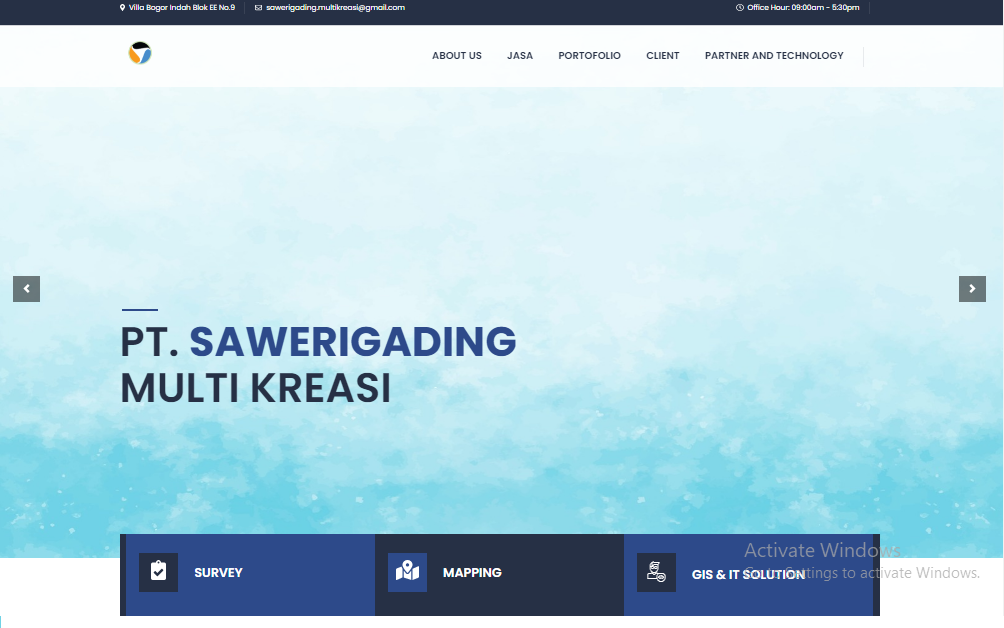 Villa Bogor Indah Blok EE No.9
sawerigading.multikreasi@gmail.com
Office Hour: 09:00am - 5:30pm
ABOUT US
JASA
PORTOFOLIO
CLIENT
PARTNER AND TECHNOLOGY
PT. SAWERIGADING
MULTI KREASI
SURVEY
MAPPING
GIS & IT SOLUTION
Activate Windows
Go to Settings to activate Windows.